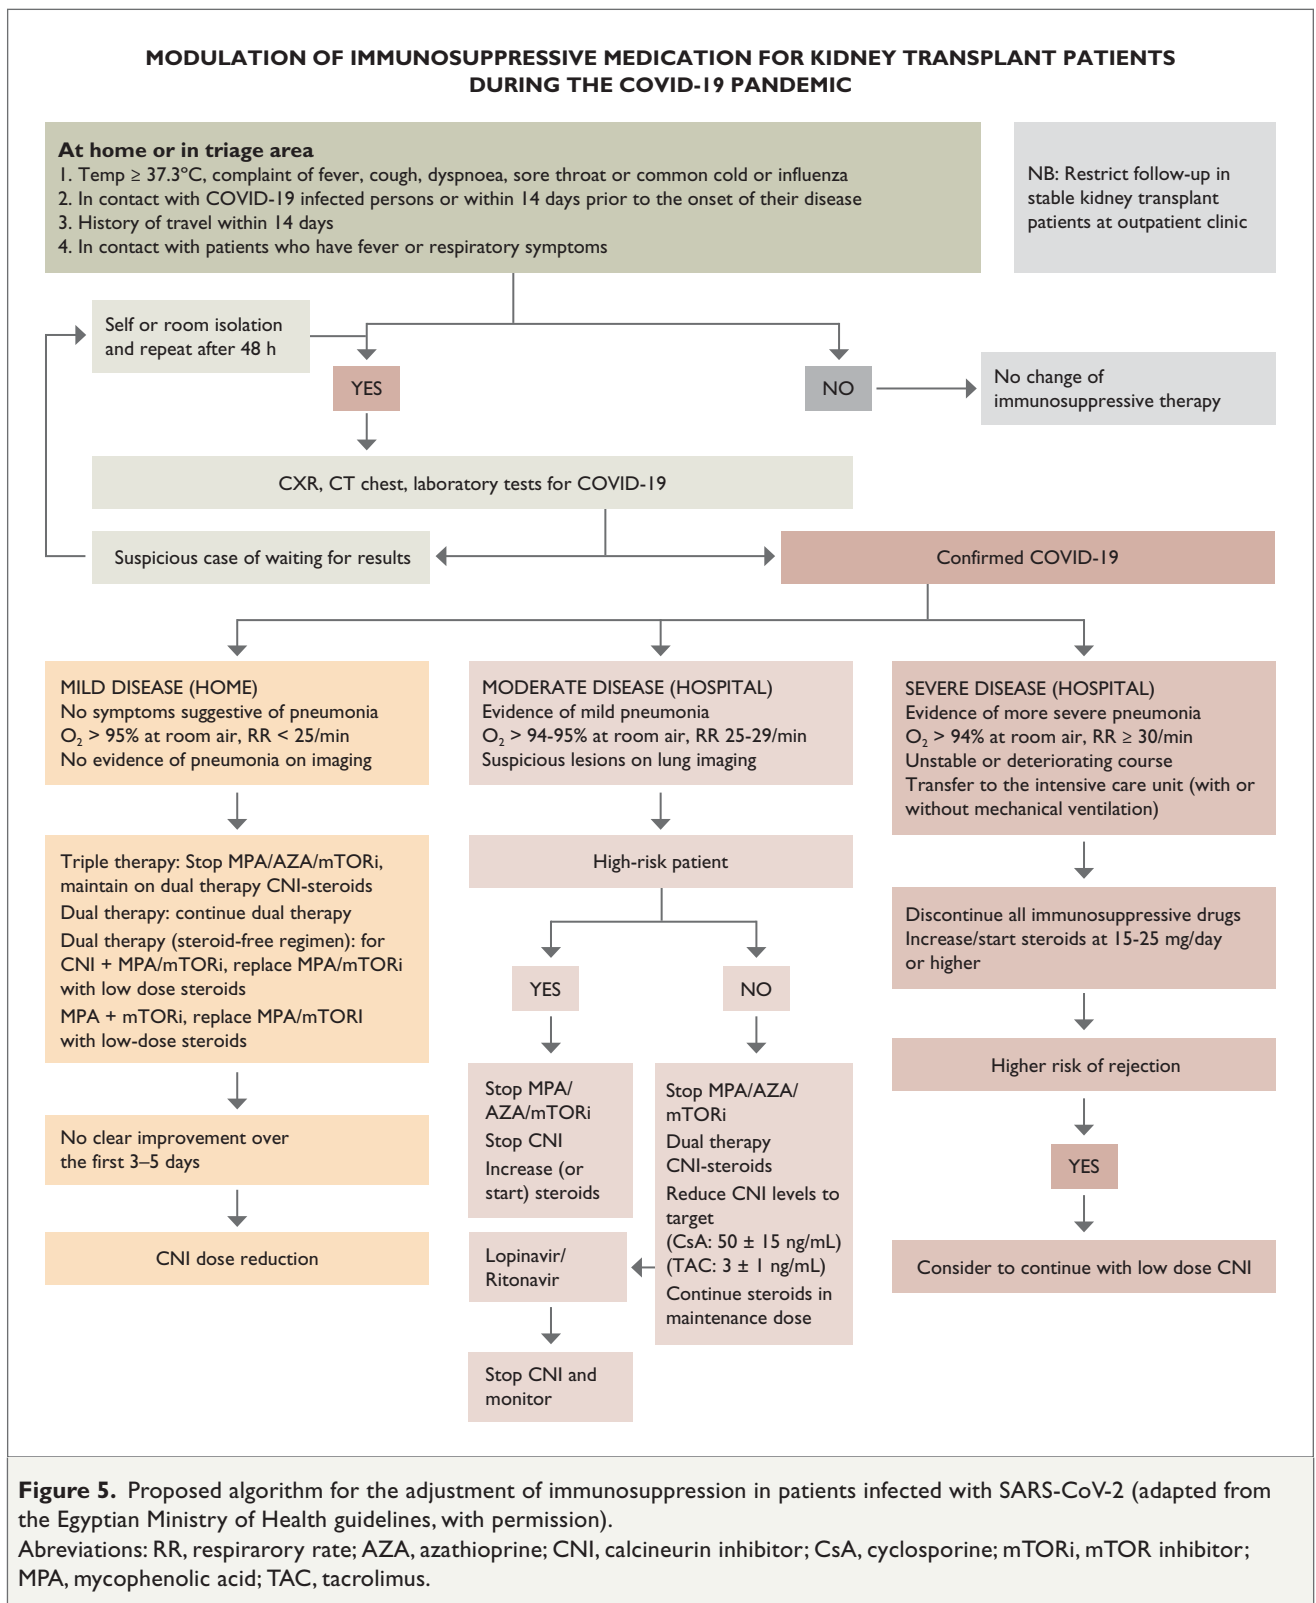 MODULATION OF IMMUNOSUPPRESSIVE MEDICATION FOR KIDNEY TRANSPLANT PATIENTS
DURING THE COVID-19 PANDEMIC
At home or in triage area
1. Temp ≥ 37.3ºC, complaint of fever, cough, dyspnoea, sore throat or common cold or influenza
2. In contact with COVID-19 infected persons or within 14 days prior to the onset of their disease
3. History of travel within 14 days
4. In contact with patients who have fever or respiratory symptoms
NB: Restrict follow-up in
stable kidney transplant
patients at outpatient clinic
Self or room isolation
and repeat after 48 h
YES
NO
No change of
immunosuppressive therapy
CXR, CT chest, laboratory tests for COVID-19
Suspicious case of waiting for results
Confirmed COVID-19
MILD DISEASE (HOME)
No symptoms suggestive of pneumonia
O₂ > 95% at room air, RR < 25/min
No evidence of pneumonia on imaging
MODERATE DISEASE (HOSPITAL)
Evidence of mild pneumonia
O₂ > 94-95% at room air, RR 25-29/min
Suspicious lesions on lung imaging
SEVERE DISEASE (HOSPITAL)
Evidence of more severe pneumonia
O₂ > 94% at room air, RR ≥ 30/min
Unstable or deteriorating course
Transfer to the intensive care unit (with or
without mechanical ventilation)
Triple therapy: Stop MPA/AZA/mTORi,
maintain on dual therapy CNI-steroids
Dual therapy: continue dual therapy
Dual therapy (steroid-free regimen): for
CNI + MPA/mTORi, replace MPA/mTORi
with low dose steroids
MPA + mTORi, replace MPA/mTORI
with low-dose steroids
No clear improvement over
the first 3–5 days
CNI dose reduction
High-risk patient
YES
NO
Stop MPA/
AZA/mTORi
Stop CNI
Increase (or
start) steroids
Stop MPA/AZA/
mTORi
Dual therapy
CNI-steroids
Reduce CNI levels to
target
(CsA: 50 ± 15 ng/mL)
(TAC: 3 ± 1 ng/mL)
Continue steroids in
maintenance dose
Lopinavir/
Ritonavir
Stop CNI and
monitor
Discontinue all immunosuppressive drugs
Increase/start steroids at 15-25 mg/day
or higher
Higher risk of rejection
YES
Consider to continue with low dose CNI
Figure 5. Proposed algorithm for the adjustment of immunosuppression in patients infected with SARS-CoV-2 (adapted from
the Egyptian Ministry of Health guidelines, with permission).
Abreviations: RR, respirarory rate; AZA, azathioprine; CNI, calcineurin inhibitor; CsA, cyclosporine; mTORi, mTOR inhibitor;
MPA, mycophenolic acid; TAC, tacrolimus.